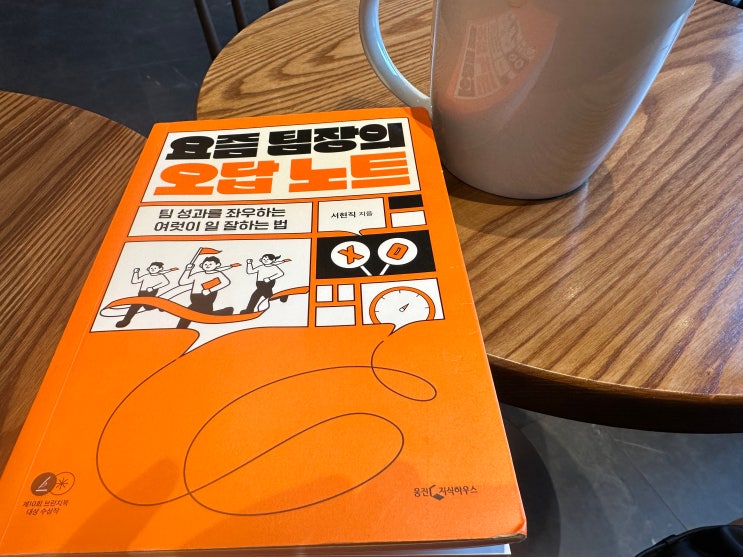 요즘 팀장의
오답 노트
팀 성과를 좌우하는
여럿이 일 잘하는 법
서현직 지음
X O
제10회 브런치북
대상 수상작
웅진 지식하우스